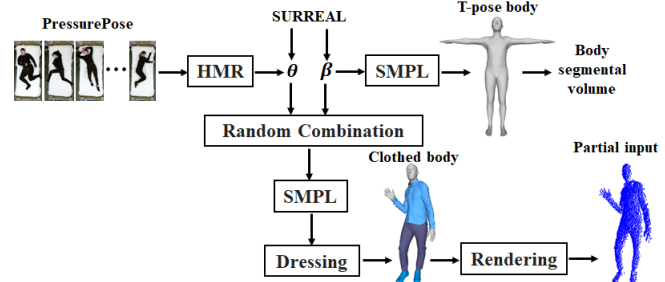 SURREAL
T-pose body
PressurePose
...
HMR
θ
β
SMPL
Body
segmental
volume
Random Combination
Clothed body
Partial input
SMPL
Dressing
Rendering